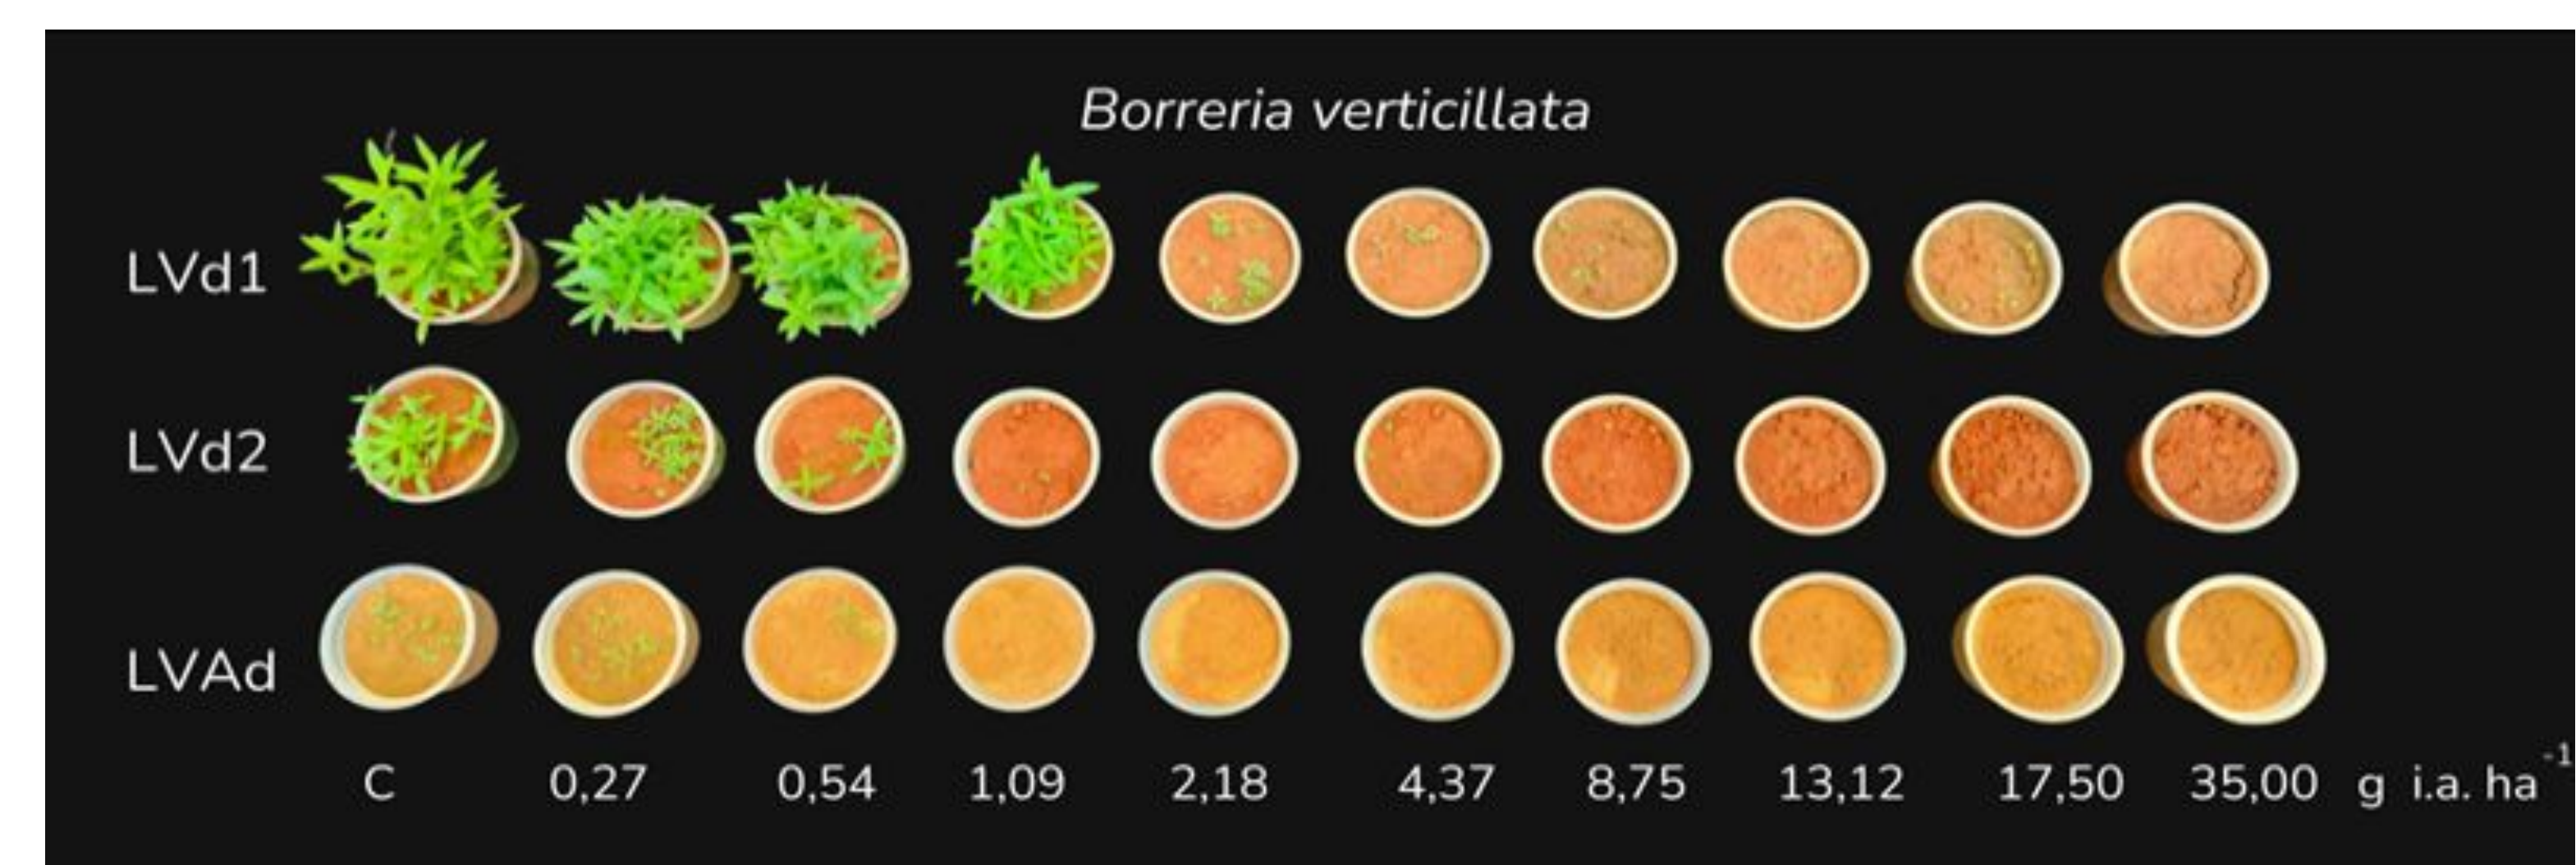 Borreria verticillata
LVd1
LVd2
LVAd
C 0,27 0,54 1,09 2,18 4,37 8,75 13,12 17,50 35,00 g i.a. ha⁻¹